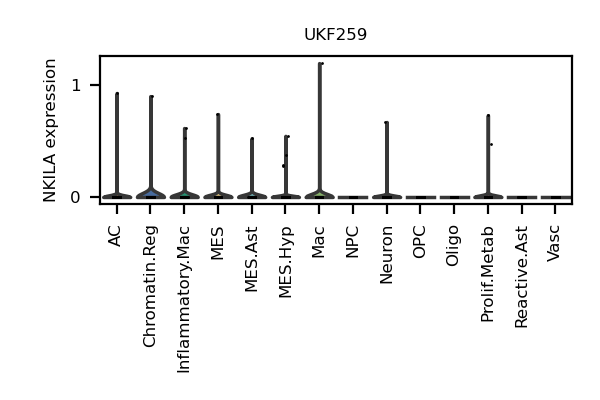 UKF259
NKILA expression
1
0
AC
Chromatin.Reg
Inflammatory.Mac
MES
MES.Ast
MES.Hyp
Mac
NPC
Neuron
OPC
Oligo
Prolif.Metab
Reactive.Ast
Vasc